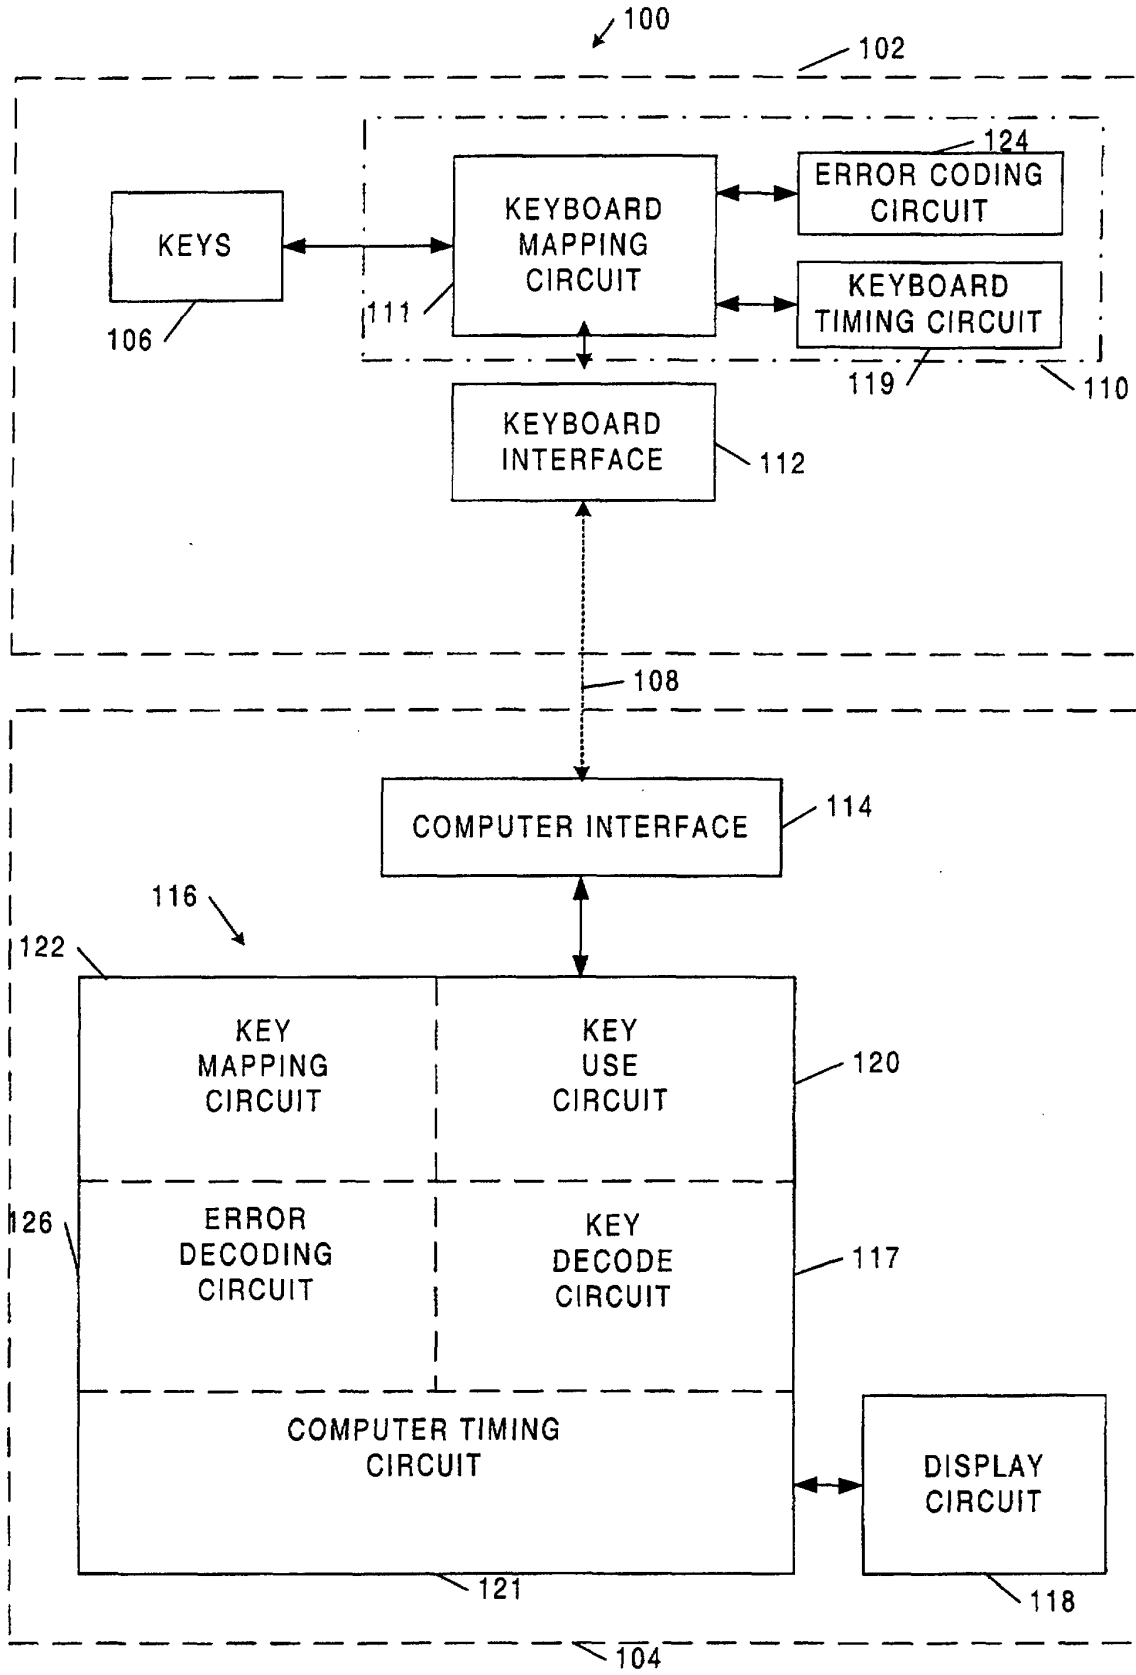 100
102
124
ERROR CODING
CIRCUIT
KEYBOARD
MAPPING
CIRCUIT
KEYS
KEYBOARD
TIMING CIRCUIT
111
106
119
110
KEYBOARD
INTERFACE
112
108
COMPUTER INTERFACE
114
116
122
KEY
MAPPING
CIRCUIT
KEY
USE
CIRCUIT
120
126
ERROR
DECODING
CIRCUIT
KEY
DECODE
CIRCUIT
117
COMPUTER TIMING
CIRCUIT
DISPLAY
CIRCUIT
121
118
104